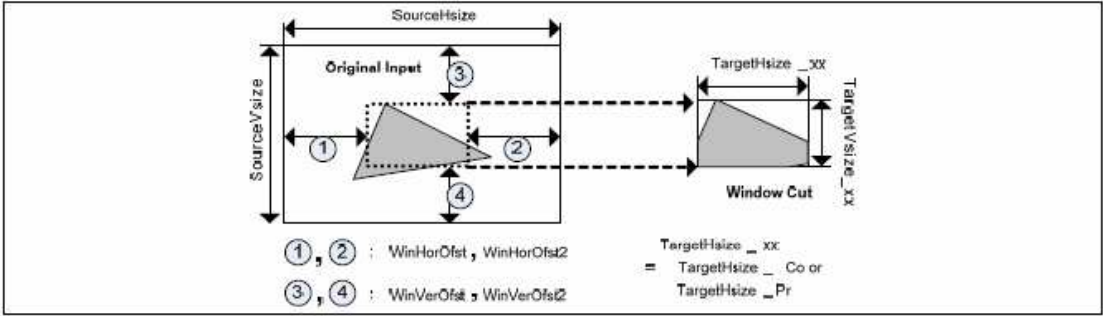 SourceHsize
Original Input
SourceVsize
3
1
2
4
TargetHsize _xx
TargetVsize_xx
Window Cut
1 , 2 : WinHorOfst , WinHorOfst2
3 , 4 : WinVerOfst , WinVerOfst2
TargetHsize _ xx
= TargetHsize _ Co or
TargetHsize _Pr